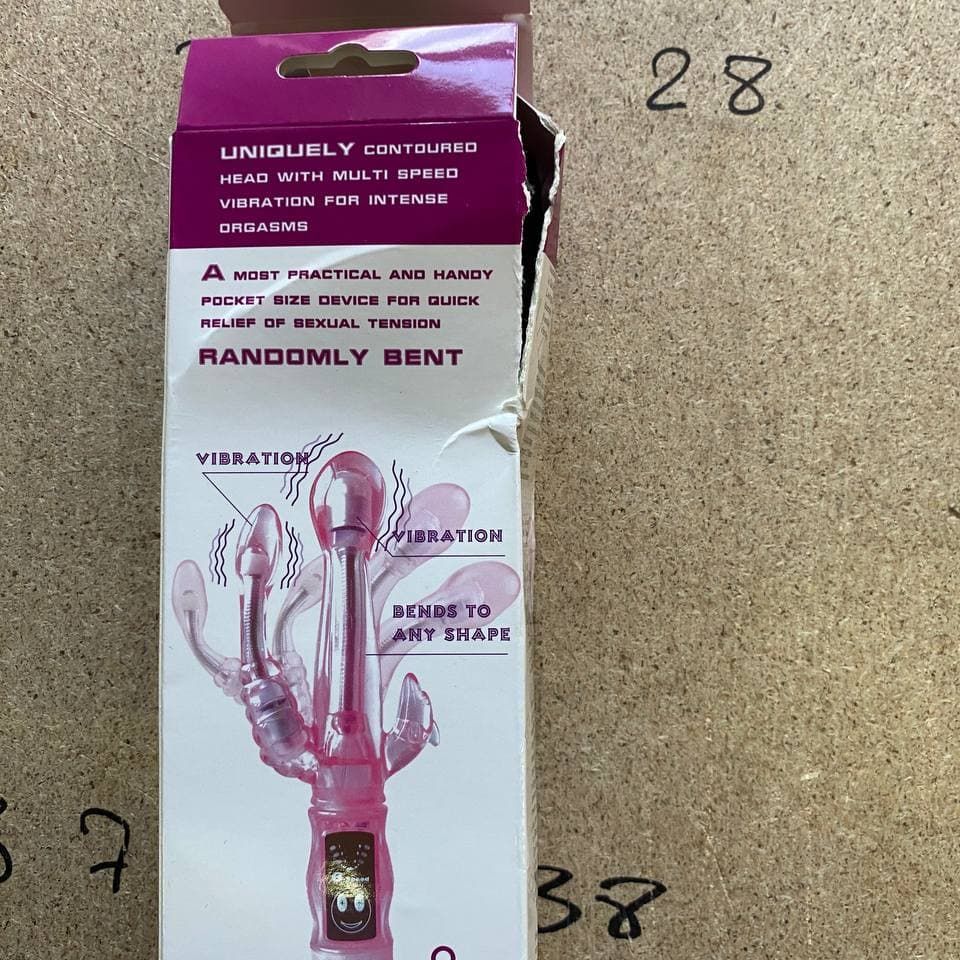 28
UNIQUELY CONTOURED
HEAD WITH MULTI SPEED
VIBRATION FOR INTENSE
ORGASMS
A MOST PRACTICAL AND HANDY
POCKET SIZE DEVICE FOR QUICK
RELIEF OF SEXUAL TENSION
RANDOMLY BENT
VIBRATION
VIBRATION
BENDS TO
ANY SHAPE
7
38